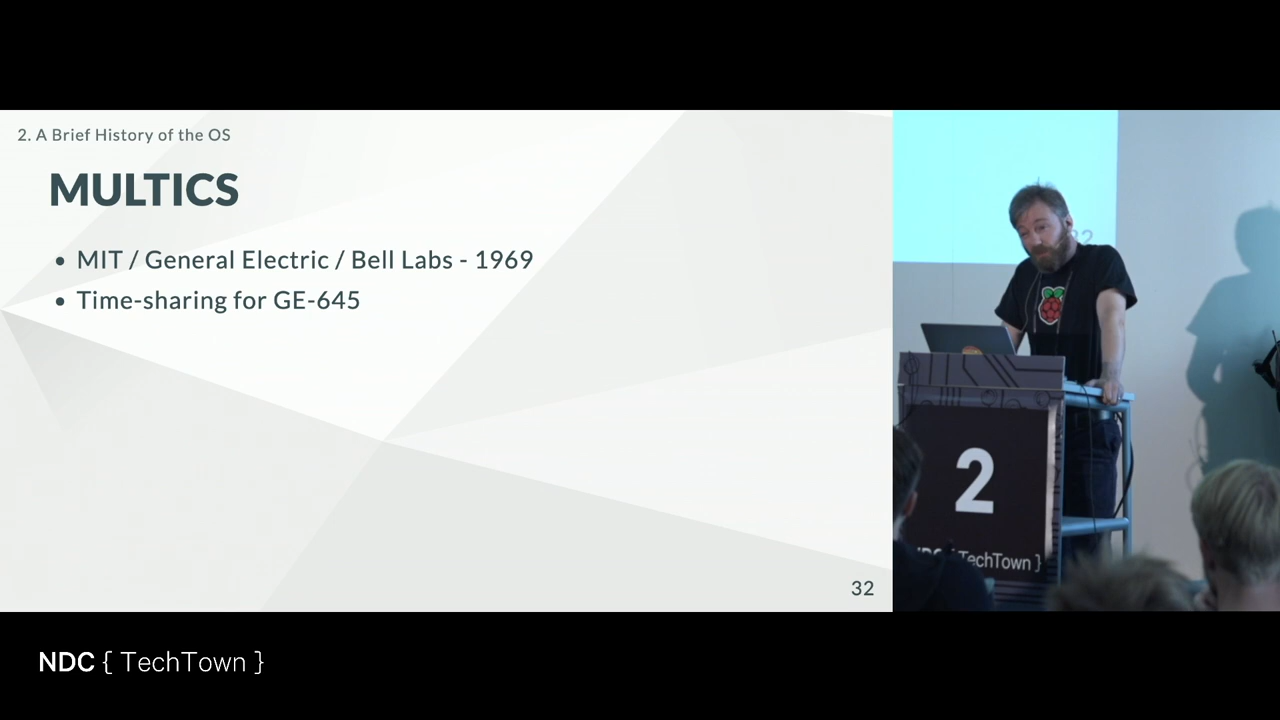 2. A Brief History of the OS
MULTICS
• MIT / General Electric / Bell Labs - 1969
• Time-sharing for GE-645
32
2
{ TechTown }
NDC { TechTown }